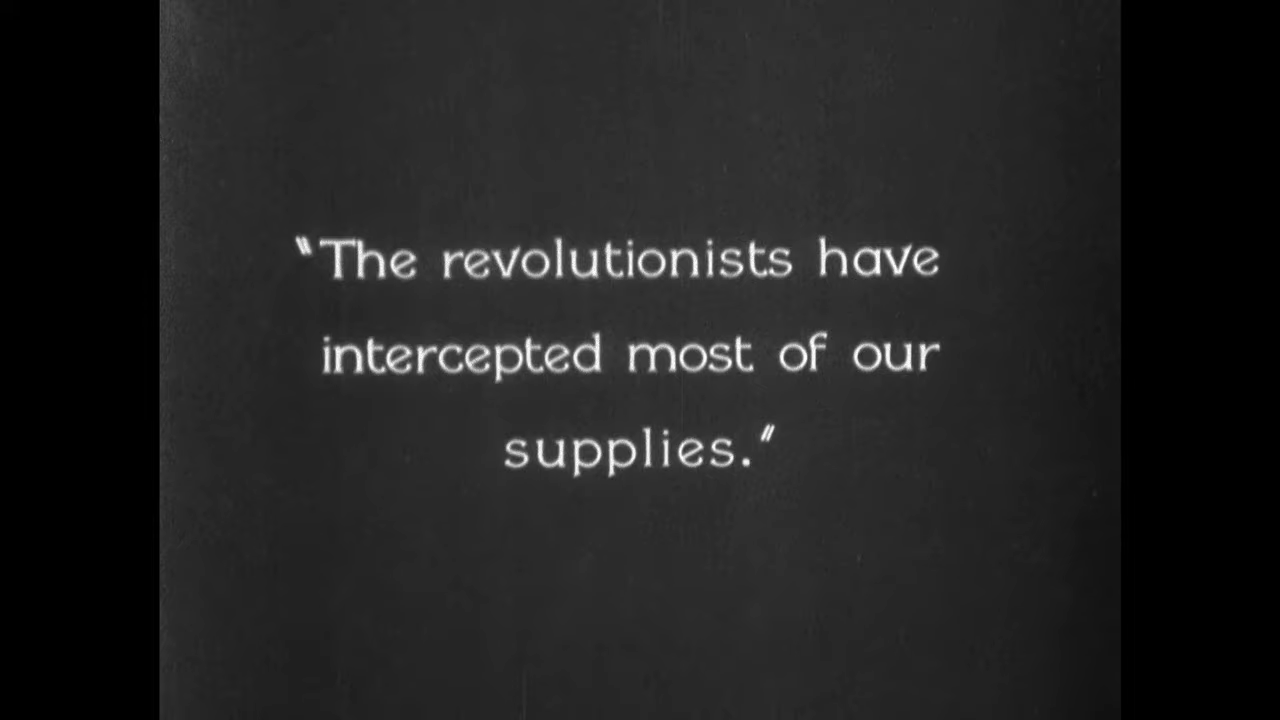 "The revolutionists have
intercepted most of our
supplies."